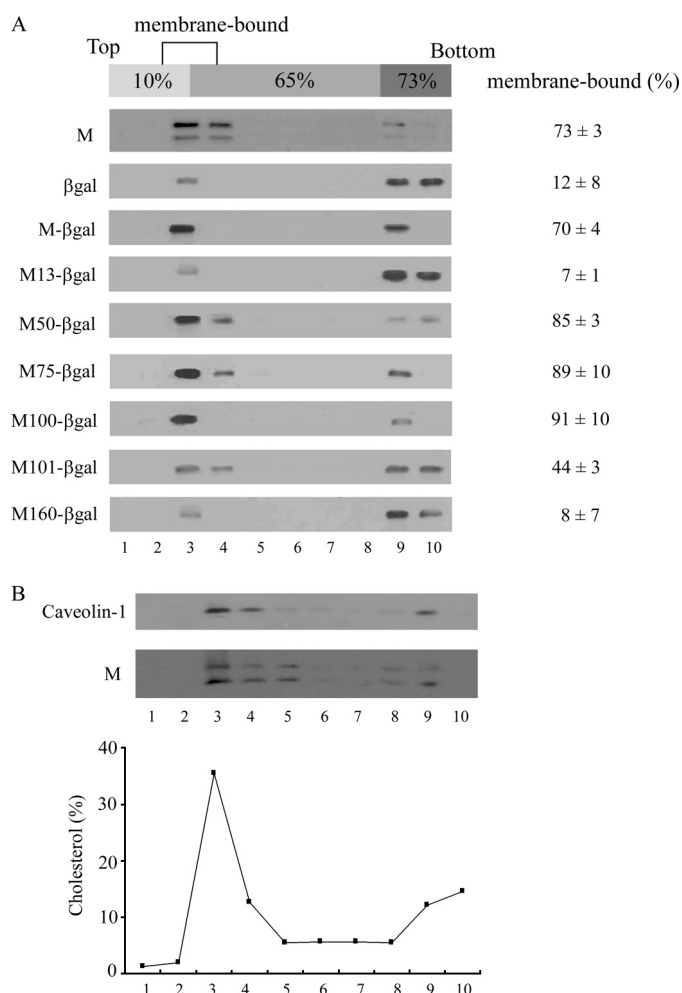 A
membrane-bound
Top
Bottom
10% 65% 73%
membrane-bound (%)
M 73 ± 3
βgal 12 ± 8
M-βgal 70 ± 4
M13-βgal 7 ± 1
M50-βgal 85 ± 3
M75-βgal 89 ± 10
M100-βgal 91 ± 10
M101-βgal 44 ± 3
M160-βgal 8 ± 7
1 2 3 4 5 6 7 8 9 10
B
Caveolin-1
M
1 2 3 4 5 6 7 8 9 10
40
30
20
10
0
Cholesterol (%)
1 2 3 4 5 6 7 8 9 10